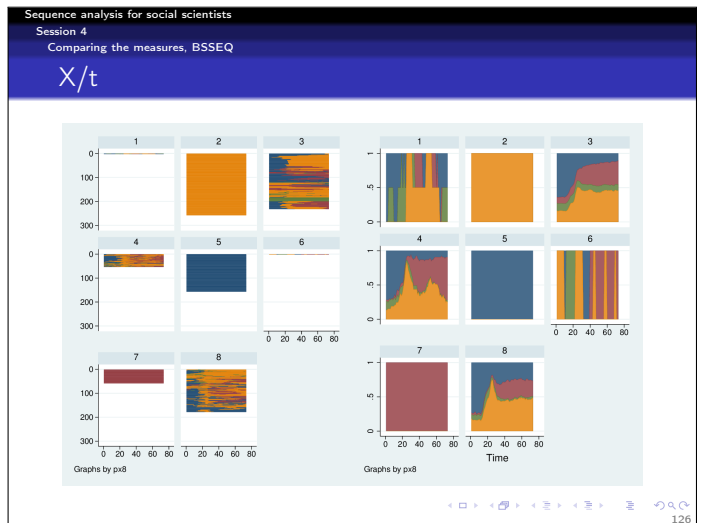 Sequence analysis for social scientists
Session 4
Comparing the measures, BSSEQ
X/t
1 2 3
0
100
200
300
4 5 6
0
100
200
300
0 20 40 60 80
7 8
0
100
200
300
0 20 40 60 80 0 20 40 60 80
Graphs by px8
1 2 3
1
.5
0
4 5 6
1
.5
0
0 20 40 60 80
7 8
1
.5
0
0 20 40 60 80 0 20 40 60 80
Time
Graphs by px8
126